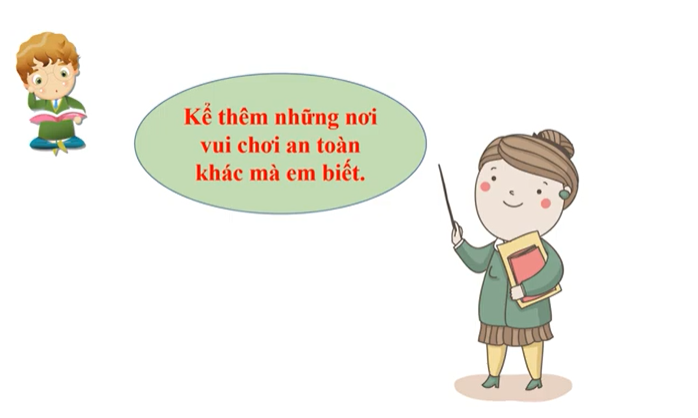 Kể thêm những nơi
vui chơi an toàn
khác mà em biết.